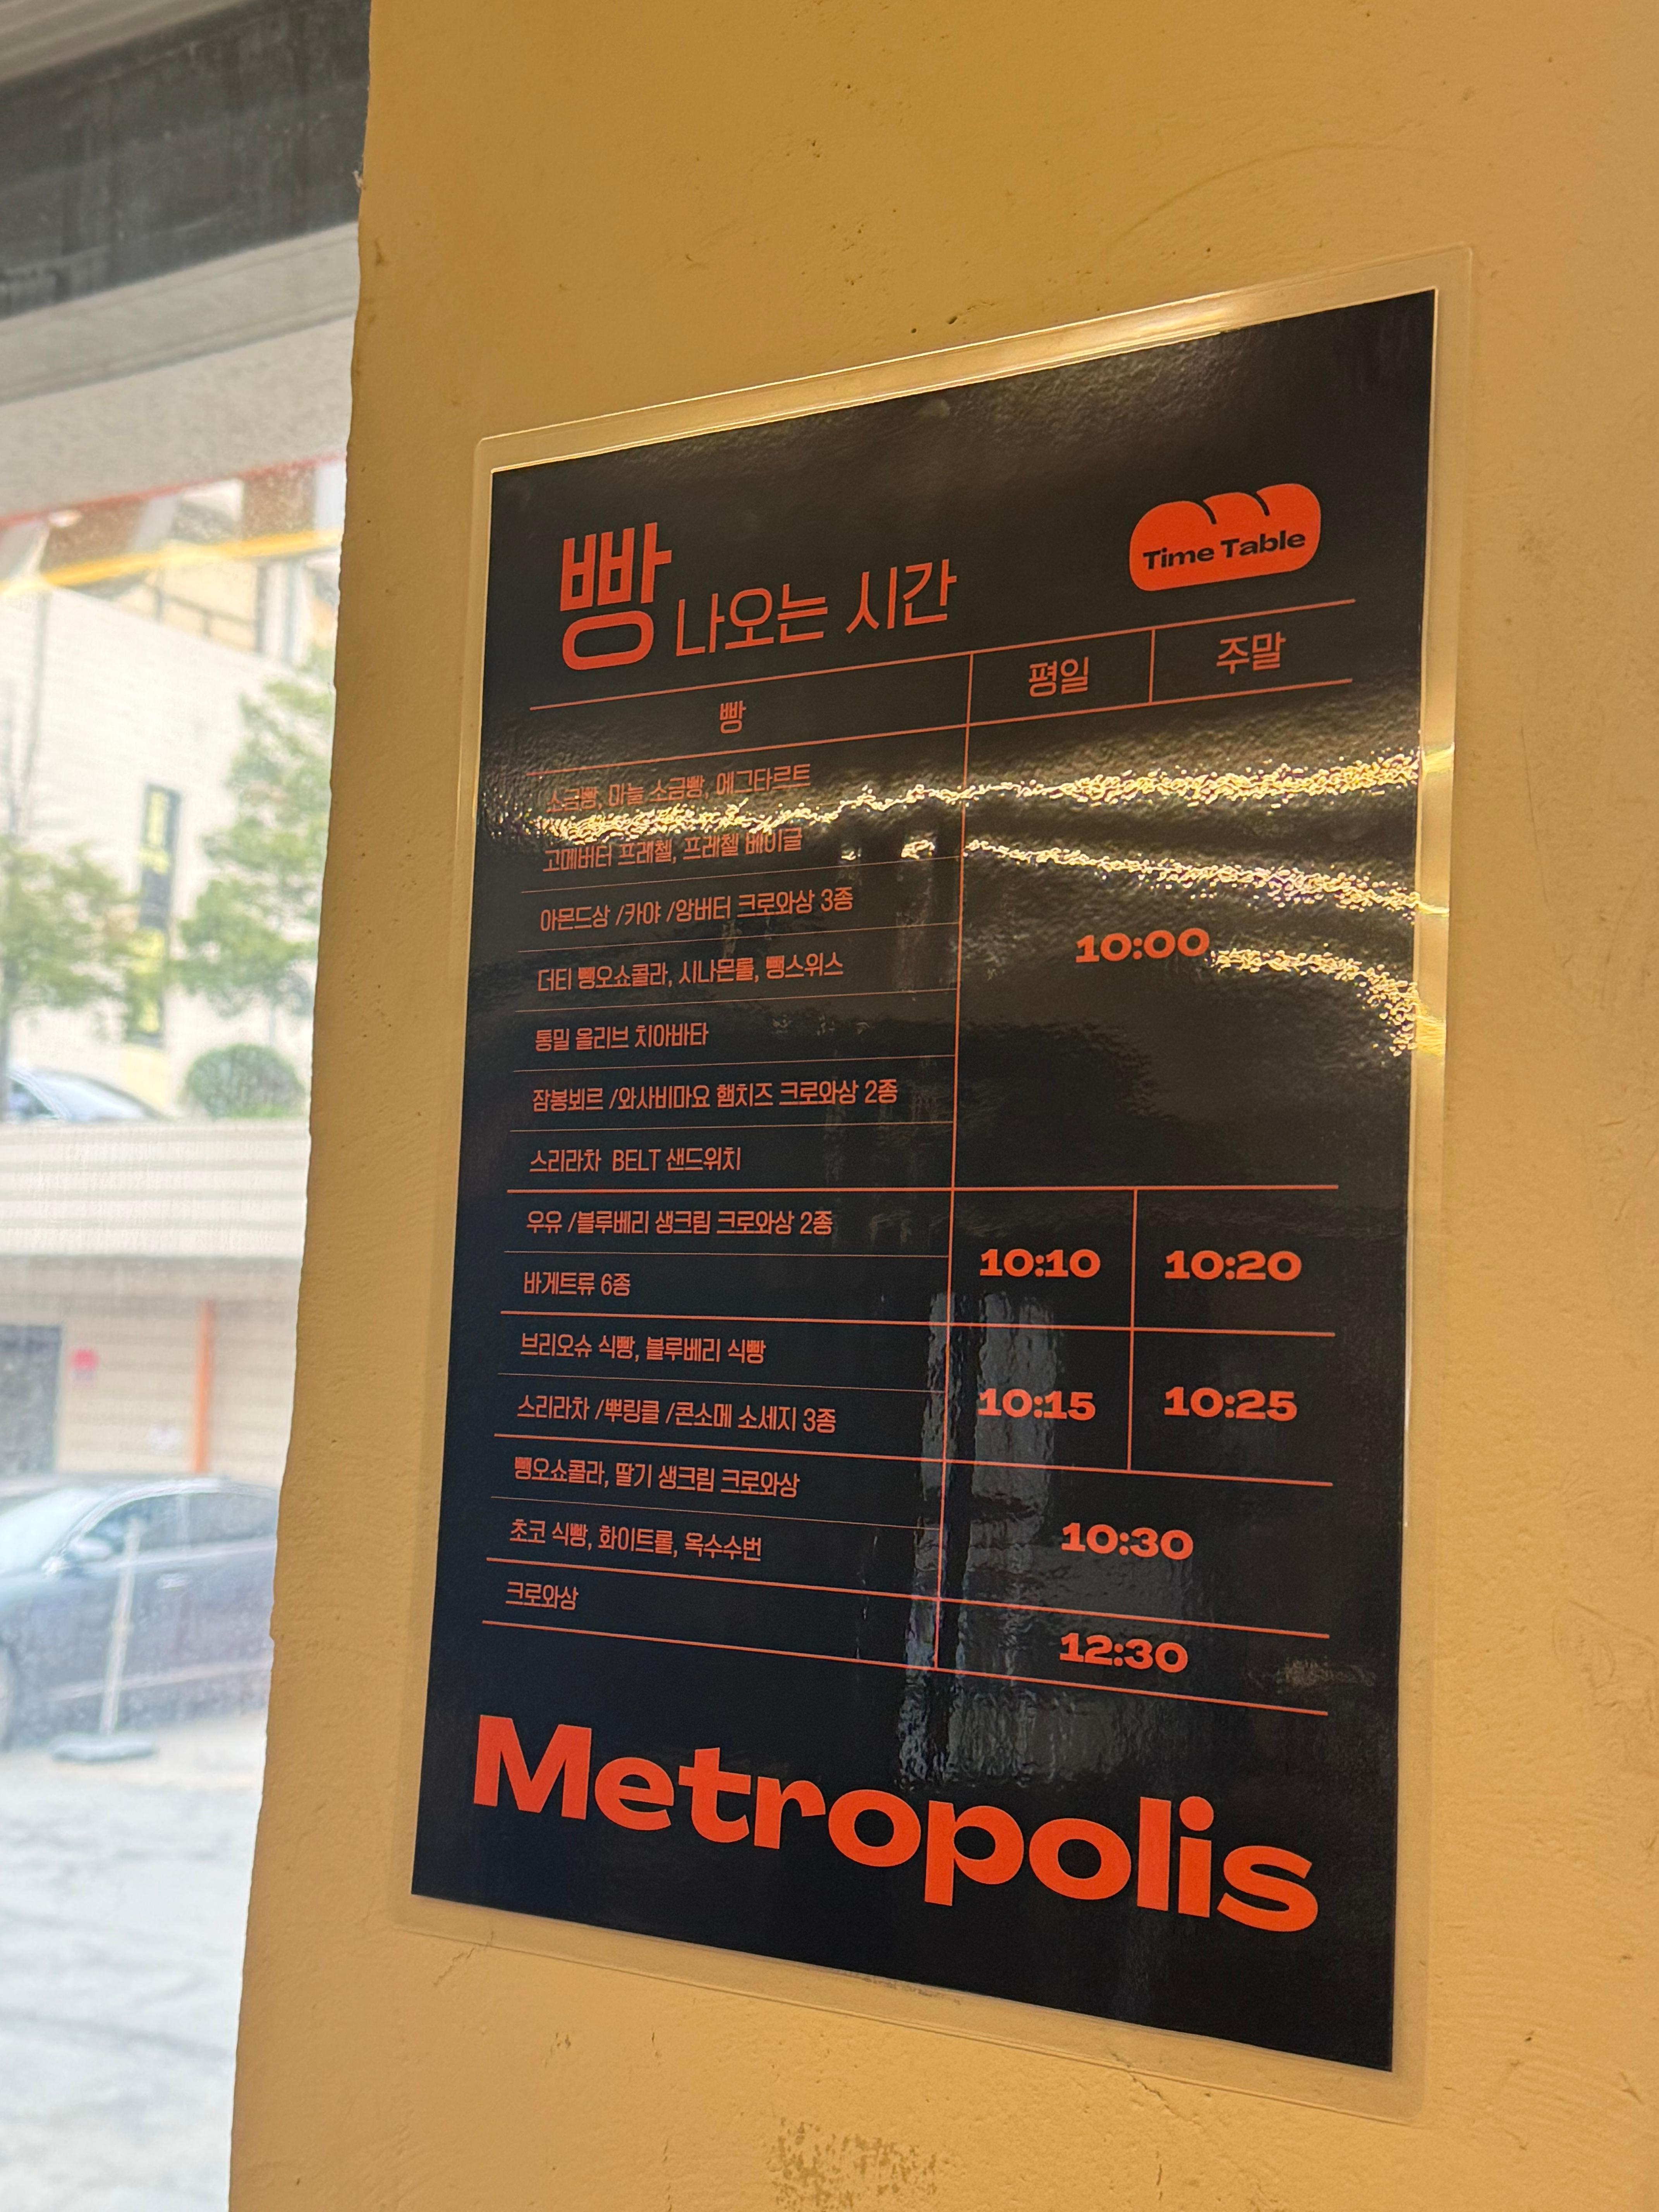 빵 나오는 시간
Time Table
빵 평일 주말
소금빵, 마늘 소금빵, 에그타르트
고메버터 프레첼, 프레첼 베이글
아몬드상 /카야 /앙버터 크로와상 3종
더티 뺑오쇼콜라, 시나몬롤, 뺑스위스
통밀 올리브 치아바타
잠봉뵈르 /와사비마요 햄치즈 크로와상 2종
스리라차 BELT 샌드위치
10:00
우유 /블루베리 생크림 크로와상 2종
바게트류 6종
10:10 10:20
브리오슈 식빵, 블루베리 식빵
스리라차 /뿌링클 /콘소메 소세지 3종
10:15 10:25
뺑오쇼콜라, 딸기 생크림 크로와상
초코 식빵, 화이트롤, 옥수수번
10:30
크로와상
12:30
Metropolis